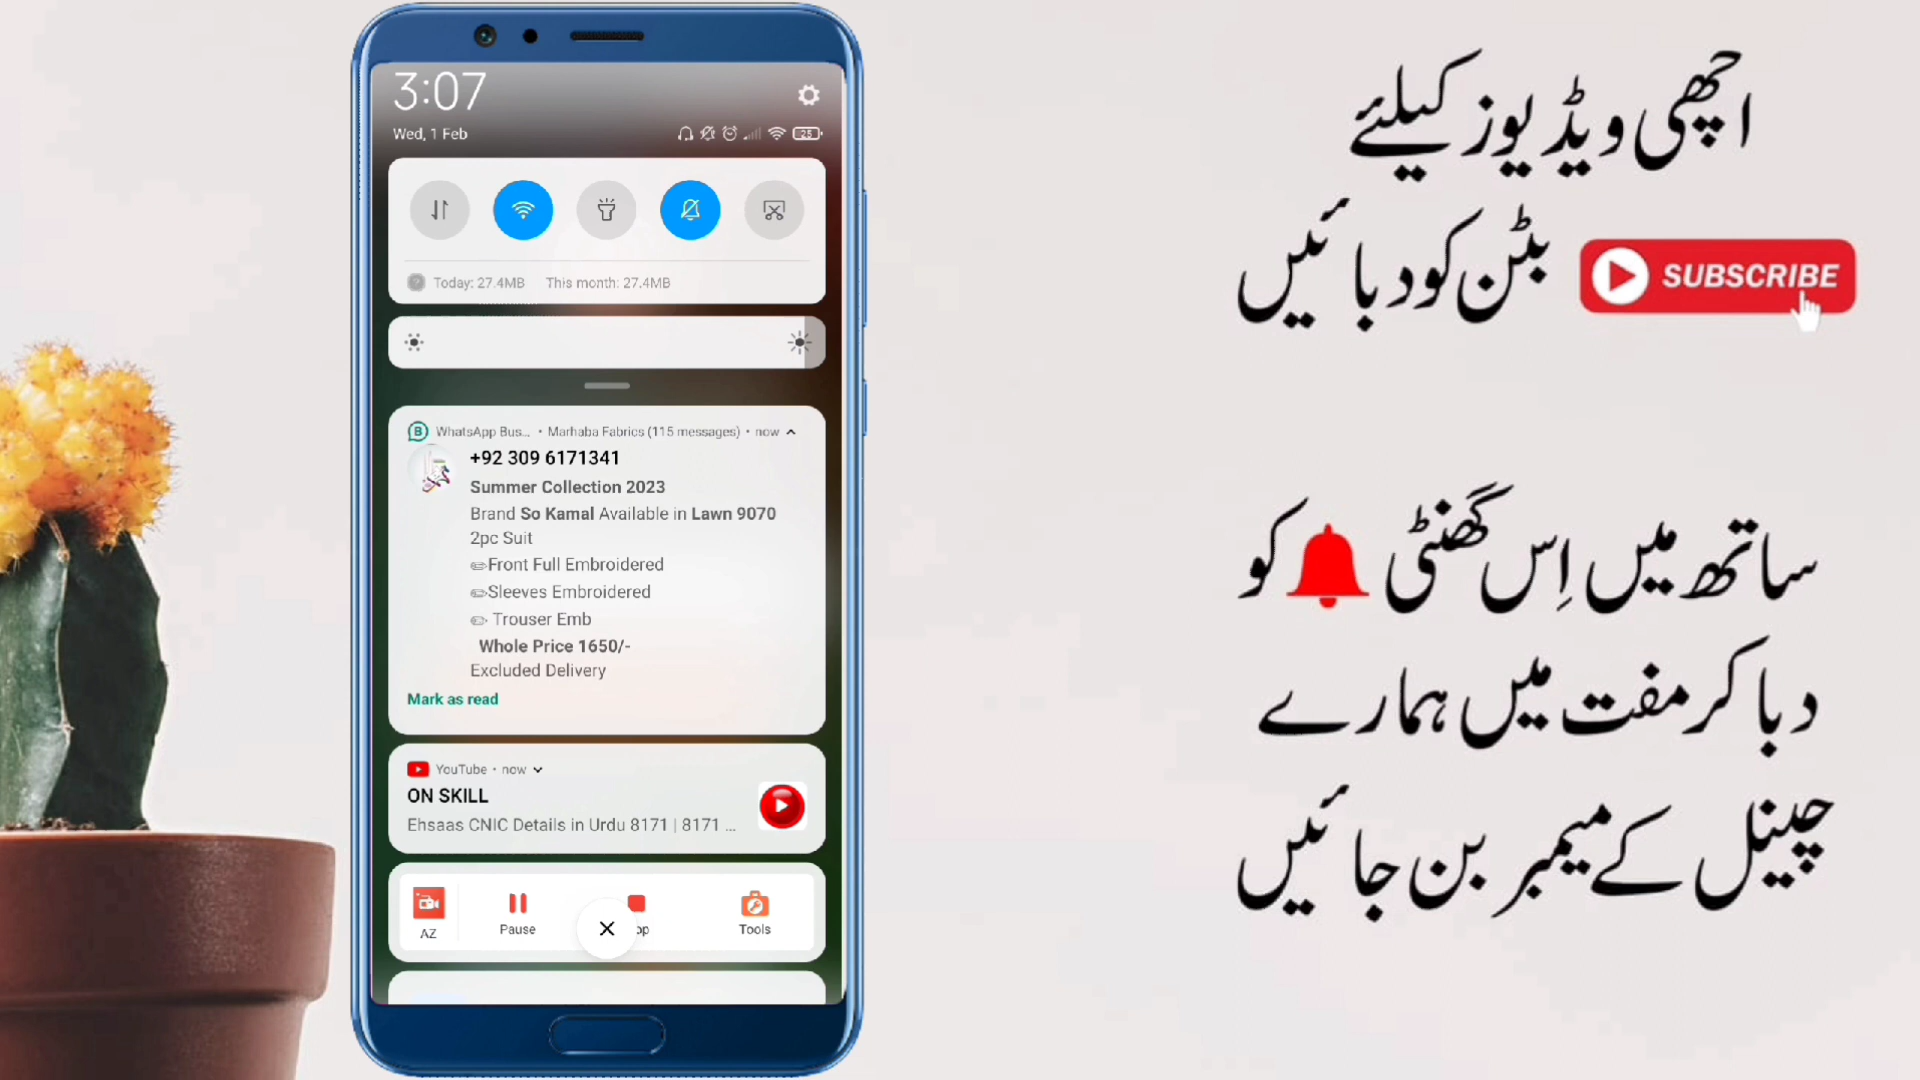 3:07
Wed, 1 Feb
25
Today: 27.4MB This month: 27.4MB
WhatsApp Bus... • Marhaba Fabrics (115 messages) • now
+92 309 6171341
Summer Collection 2023
Brand So Kamal Available in Lawn 9070
2pc Suit
✏Front Full Embroidered
✏Sleeves Embroidered
✏ Trouser Emb
Whole Price 1650/-
Excluded Delivery
Mark as read
YouTube • now
ON SKILL
Ehsaas CNIC Details in Urdu 8171 | 8171 ...
AZ
Pause
op
Tools
اچھی ویڈیوز کیلئے
SUBSCRIBE بٹن کو دبائیں
ساتھ میں اِس گھنٹی کو
دبا کر مفت میں ہمارے
چینل کے میمبر بن جائیں